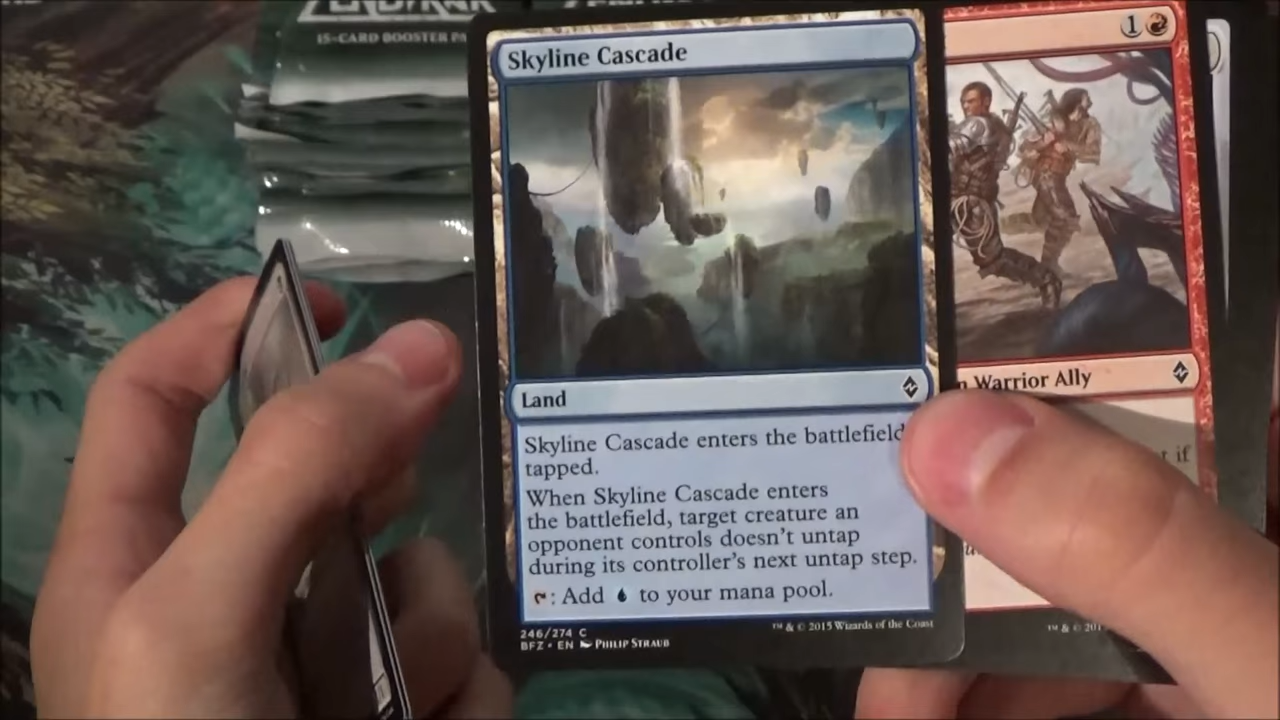 15-CARD BOOSTER PA
Skyline Cascade
1
Land
n Warrior Ally
Skyline Cascade enters the battlefield
tapped.
When Skyline Cascade enters
the battlefield, target creature an
opponent controls doesn't untap
during its controller's next untap step.
: Add to your mana pool.
t if
246/274 C
BFZ • EN PHILIP STRAUB
™ & © 2015 Wizards of the Coast
™ & © 201